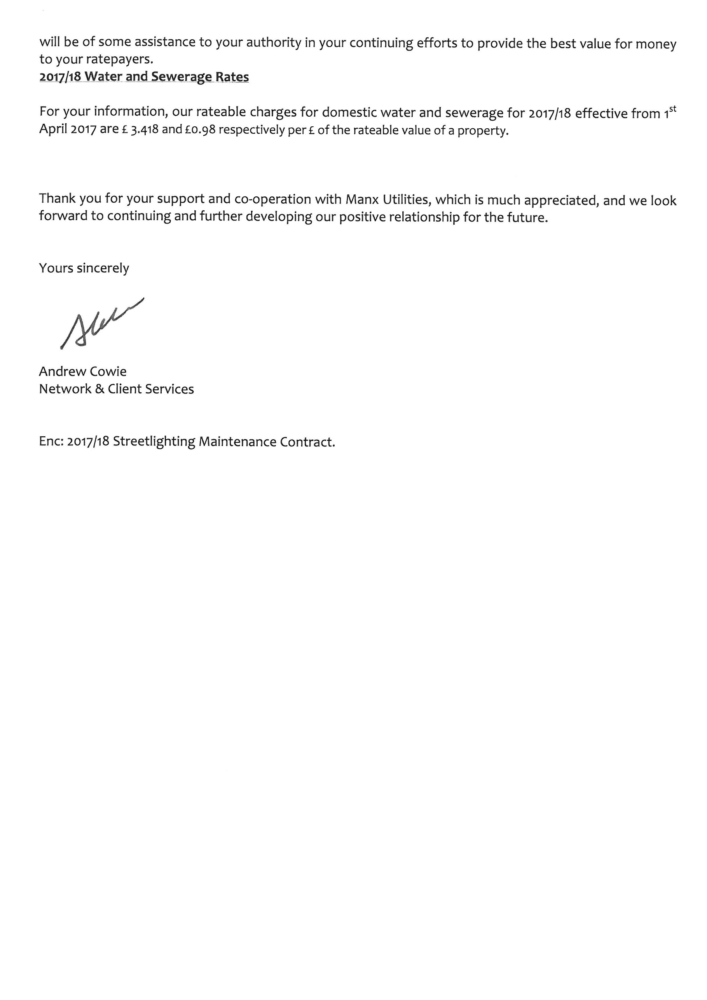 will be of some assistance to your authority in your continuing efforts to provide the best value for money
to your ratepayers.
2017/18 Water and Sewerage Rates
For your information, our rateable charges for domestic water and sewerage for 2017/18 effective from 1st
April 2017 are £ 3.418 and £0.98 respectively per £ of the rateable value of a property.
Thank you for your support and co-operation with Manx Utilities, which is much appreciated, and we look
forward to continuing and further developing our positive relationship for the future.
Yours sincerely
Andrew Cowie
Network & Client Services
Enc: 2017/18 Streetlighting Maintenance Contract.